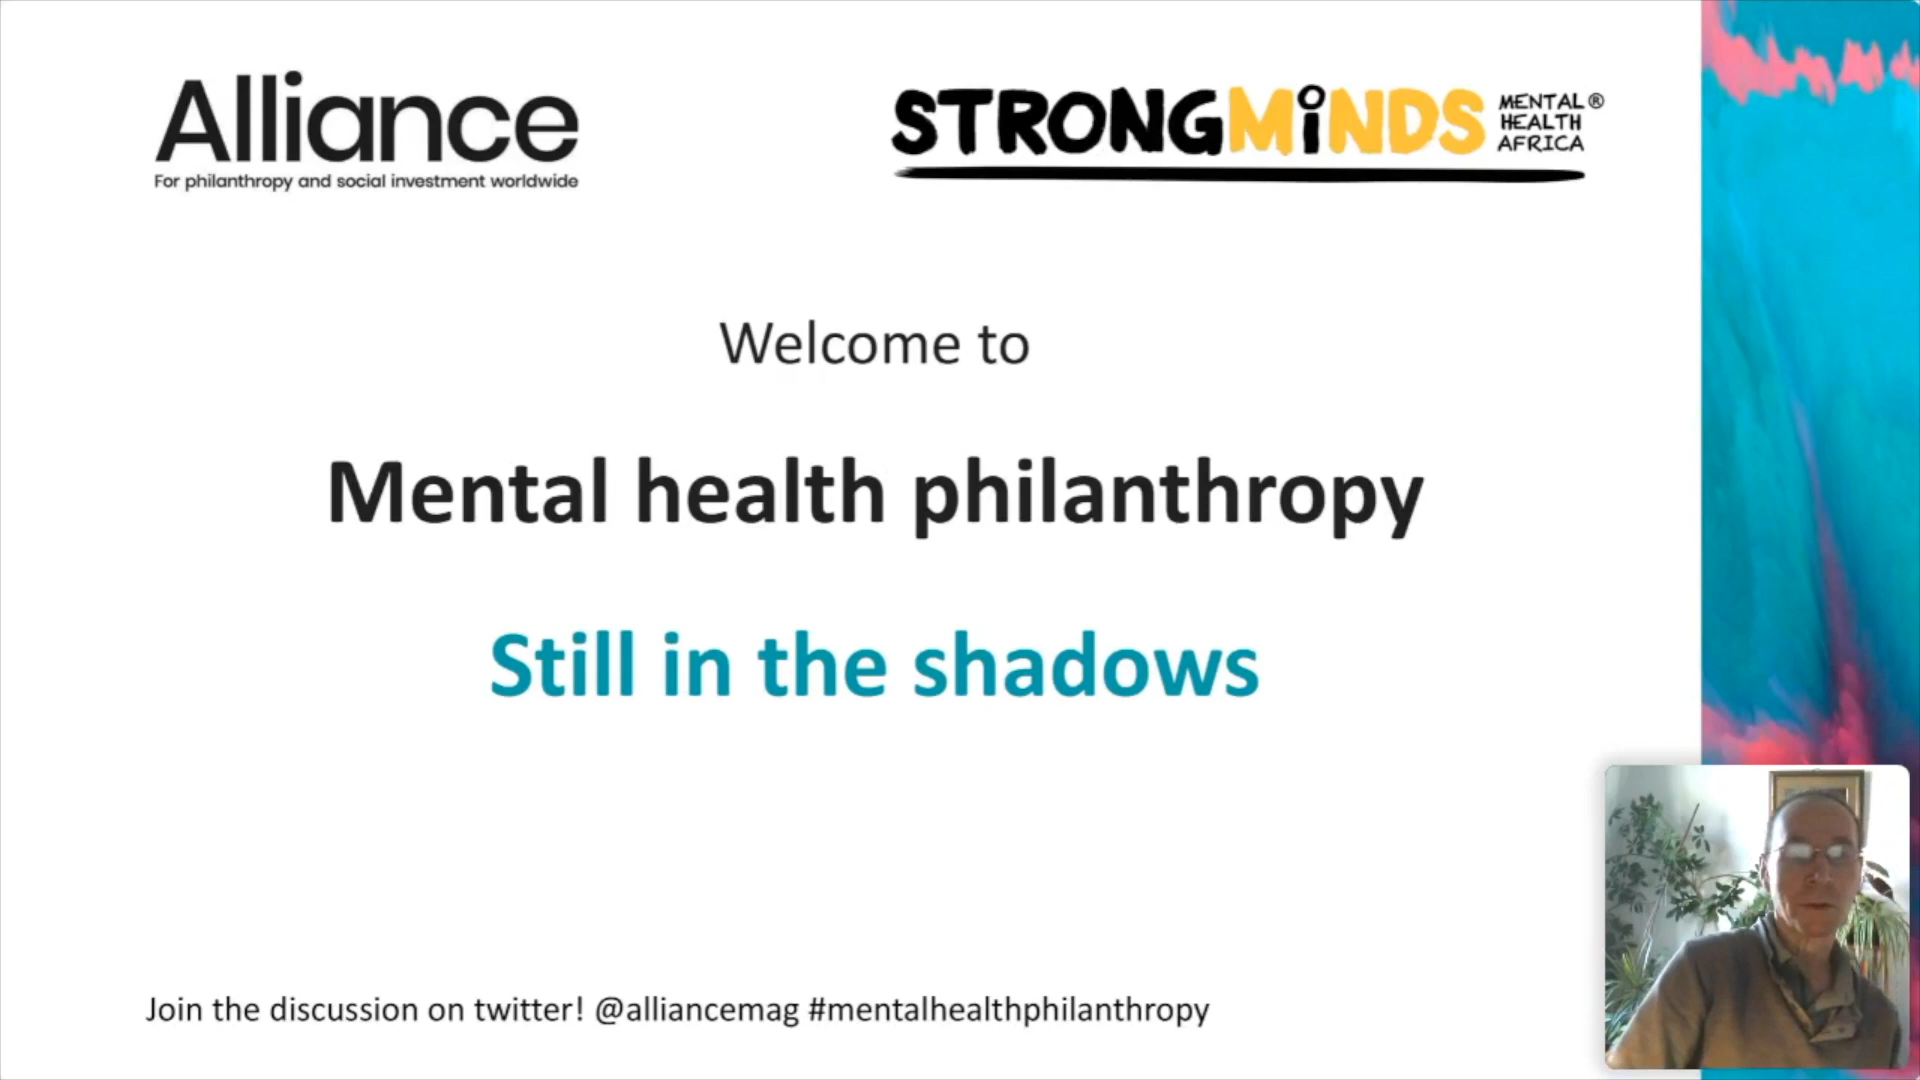 Alliance
For philanthropy and social investment worldwide
STRONGMiNDS
MENTAL®
HEALTH
AFRICA
Welcome to
Mental health philanthropy
Still in the shadows
Join the discussion on twitter! @alliancemag #mentalhealthphilanthropy